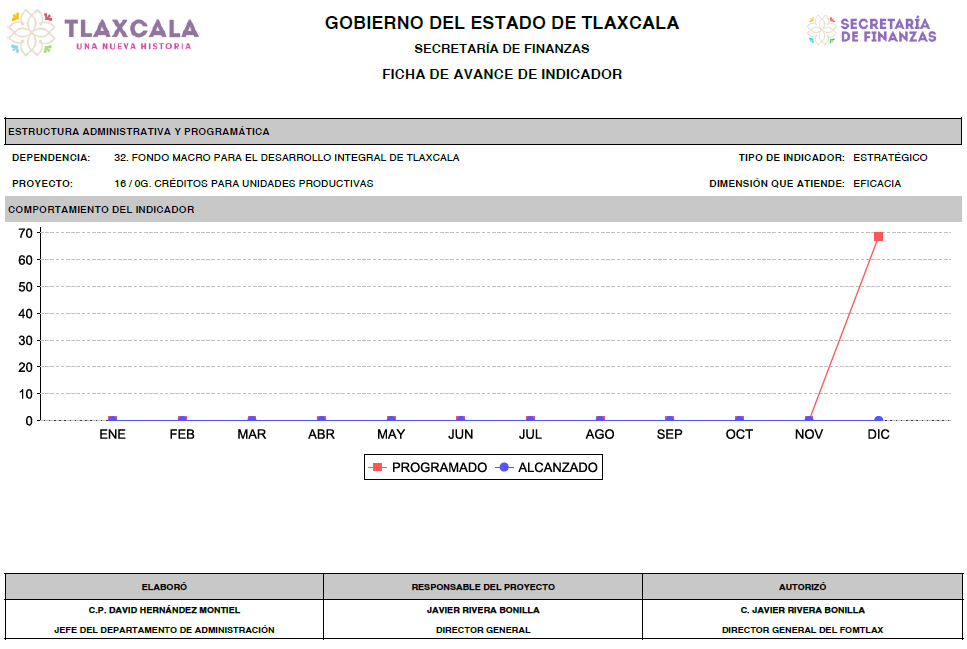 TLAXCALA
UNA NUEVA HISTORIA
GOBIERNO DEL ESTADO DE TLAXCALA
SECRETARÍA DE FINANZAS
FICHA DE AVANCE DE INDICADOR
SECRETARÍA
DE FINANZAS
ESTRUCTURA ADMINISTRATIVA Y PROGRAMÁTICA
DEPENDENCIA: 32. FONDO MACRO PARA EL DESARROLLO INTEGRAL DE TLAXCALA TIPO DE INDICADOR: ESTRATÉGICO
PROYECTO: 16 / 0G. CRÉDITOS PARA UNIDADES PRODUCTIVAS DIMENSIÓN QUE ATIENDE: EFICACIA
COMPORTAMIENTO DEL INDICADOR
70
60
50
40
30
20
10
0
ENE FEB MAR ABR MAY JUN JUL AGO SEP OCT NOV DIC
PROGRAMADO ALCANZADO
ELABORÓ RESPONSABLE DEL PROYECTO AUTORIZÓ
C.P. DAVID HERNÁNDEZ MONTIEL JAVIER RIVERA BONILLA C. JAVIER RIVERA BONILLA
JEFE DEL DEPARTAMENTO DE ADMINISTRACIÓN DIRECTOR GENERAL DIRECTOR GENERAL DEL FOMTLAX